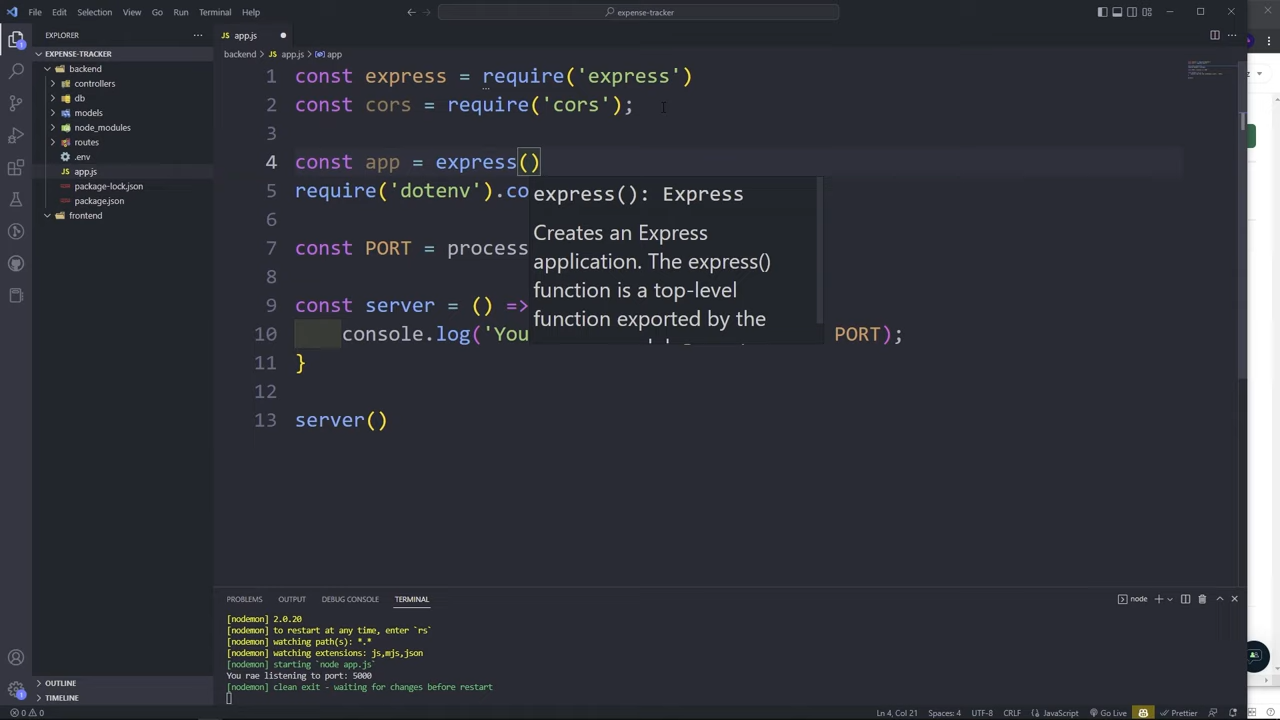 File Edit Selection View Go Run Terminal Help
expense-tracker
EXPLORER
app.js
EXPENSE-TRACKER
backend > app.js > app
backend
controllers
db
models
node_modules
routes
.env
app.js
package-lock.json
package.json
frontend
1 const express = require('express')
2 const cors = require('cors');
3
4 const app = express()
5 require('dotenv').co
6
7 const PORT = process
8
9 const server = () =>
10 console.log('You PORT);
11 }
12
13 server()
express(): Express
Creates an Express
application. The express()
function is a top-level
function exported by the
PROBLEMS OUTPUT DEBUG CONSOLE TERMINAL
node
[nodemon] 2.0.20
[nodemon] to restart at any time, enter `rs`
[nodemon] watching path(s): *.*
[nodemon] watching extensions: js,mjs,json
[nodemon] starting `node app.js`
You rae listening to port: 5000
[nodemon] clean exit - waiting for changes before restart
OUTLINE
TIMELINE
0 0
Ln 4, Col 21 Spaces: 4 UTF-8 CRLF JavaScript Go Live Prettier